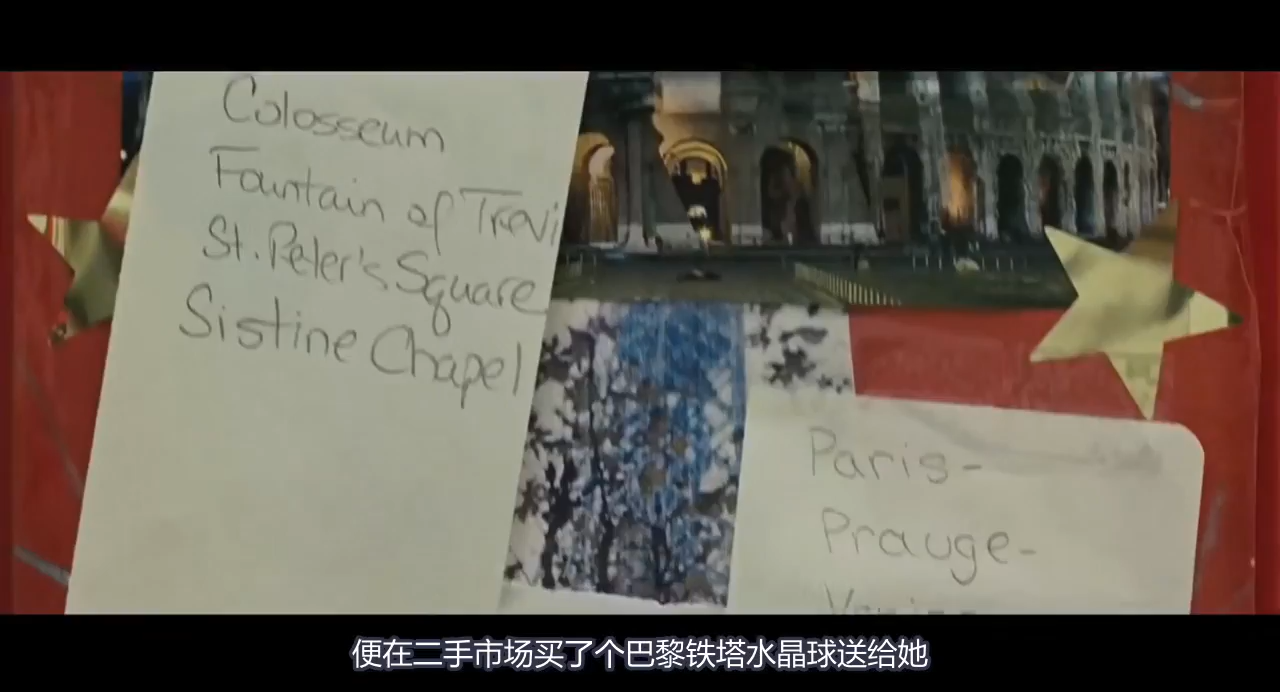 Colosseum
Fountain of Trevi
St. Peter's Square
Sistine Chapel
Paris-
Prauge-
便在二手市场买了个巴黎铁塔水晶球送给她